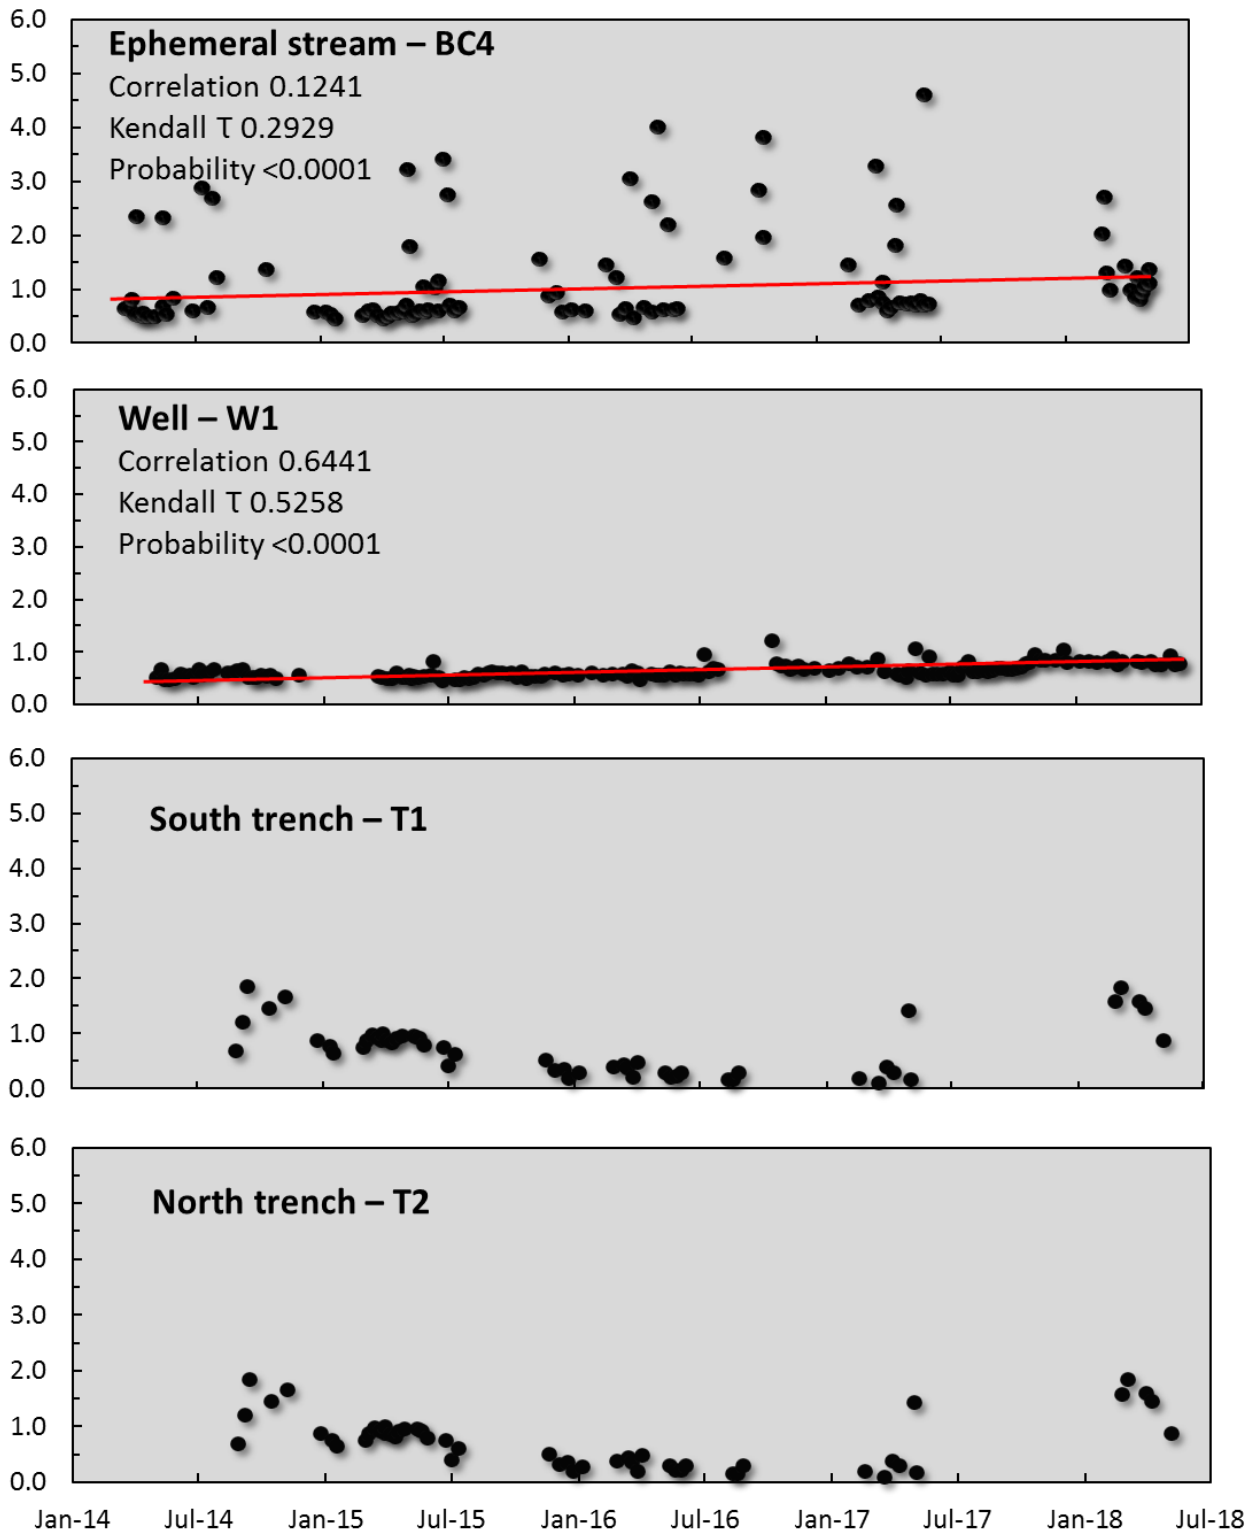 6.0
Ephemeral stream – BC4
5.0
Correlation 0.1241
4.0
Kendall Ƭ 0.2929
3.0
Probability <0.0001
2.0
1.0
0.0
6.0
Well – W1
5.0
Correlation 0.6441
4.0
Kendall Ƭ 0.5258
3.0
Probability <0.0001
2.0
1.0
0.0
6.0
5.0
South trench – T1
4.0
3.0
2.0
1.0
0.0
6.0
5.0
North trench – T2
4.0
3.0
2.0
1.0
0.0
Jan-14 Jul-14 Jan-15 Jul-15 Jan-16 Jul-16 Jan-17 Jul-17 Jan-18 Jul-18